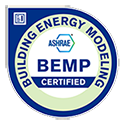 BUILDING ENERGY MODELING
ASHRAE
BEMP
CERTIFIED